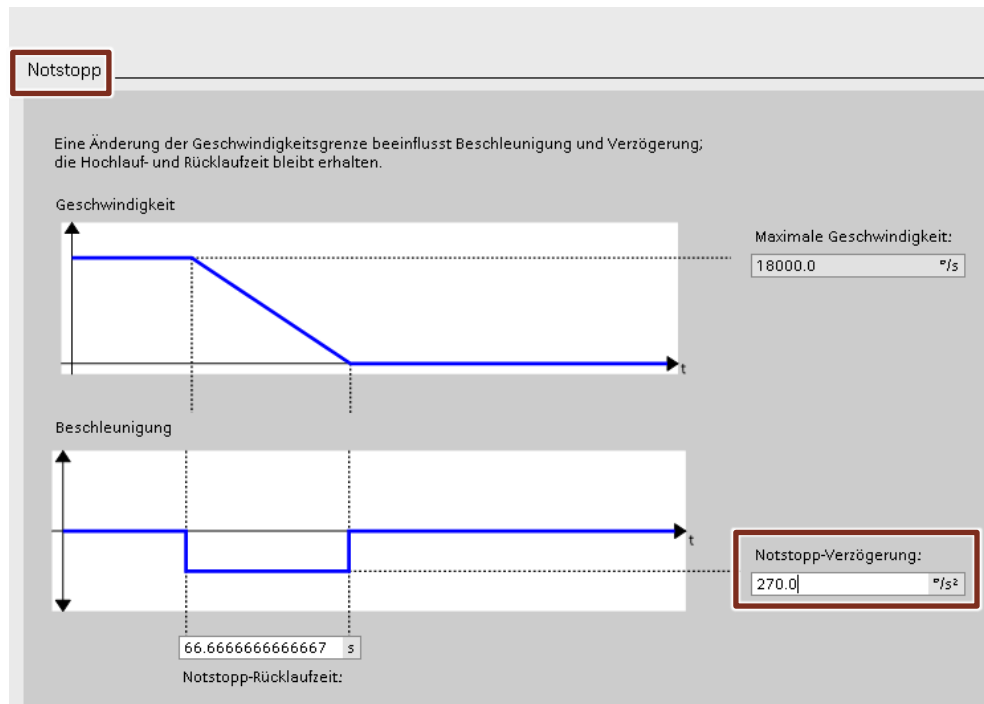 Notstopp
Eine Änderung der Geschwindigkeitsgrenze beeinflusst Beschleunigung und Verzögerung;
die Hochlauf- und Rücklaufzeit bleibt erhalten.
Geschwindigkeit
Maximale Geschwindigkeit:
18000.0 °/s
t
Beschleunigung
t
Notstopp-Verzögerung:
270.0 °/s²
66.6666666666667 s
Notstopp-Rücklaufzeit: